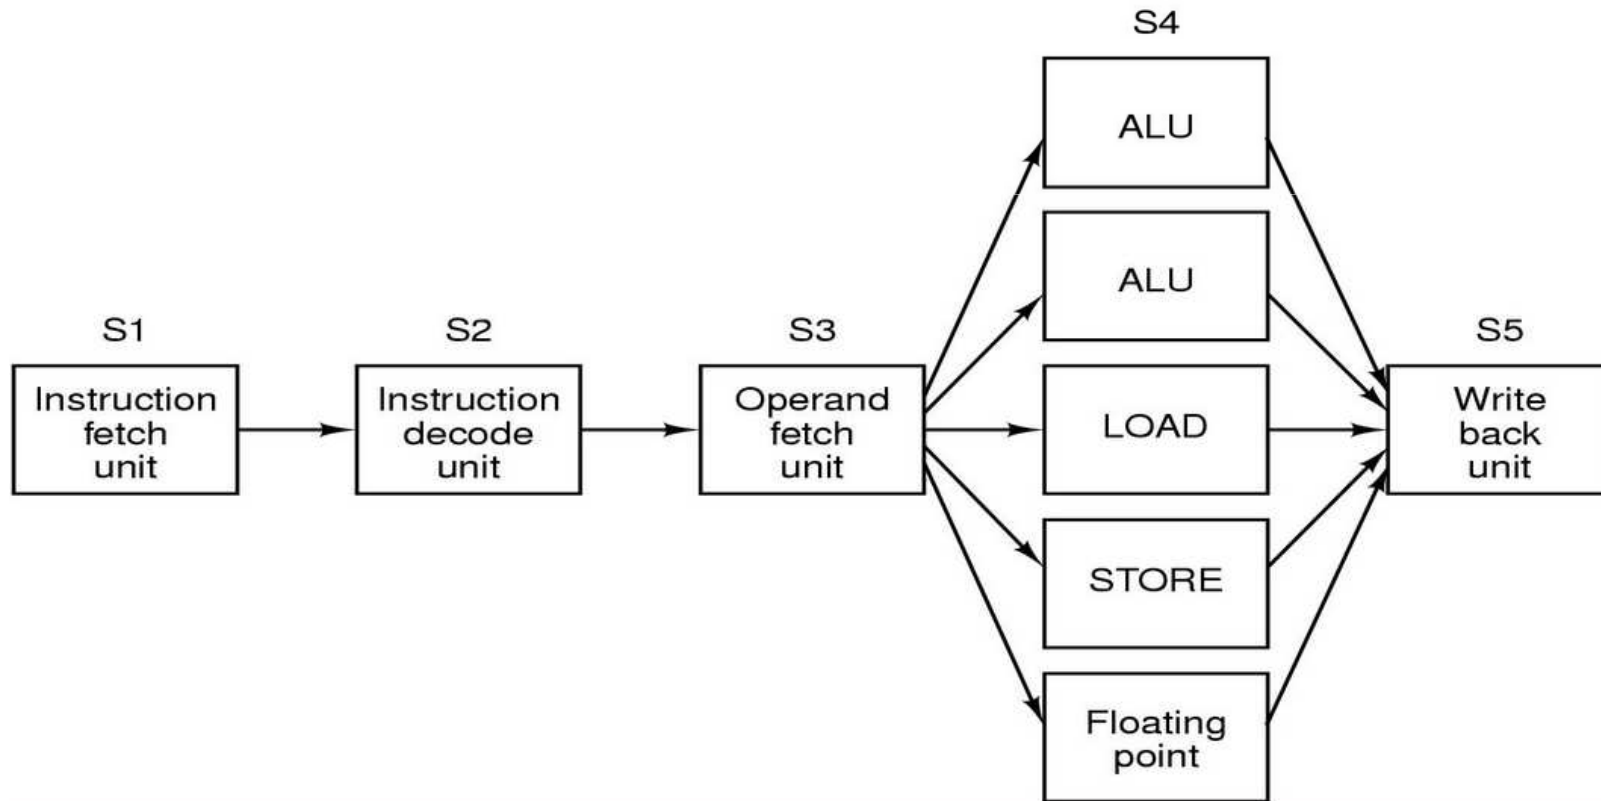 S4
ALU
ALU
S1
S2
S3
S5
Instruction
fetch
unit
Instruction
decode
unit
Operand
fetch
unit
LOAD
Write
back
unit
STORE
Floating
point